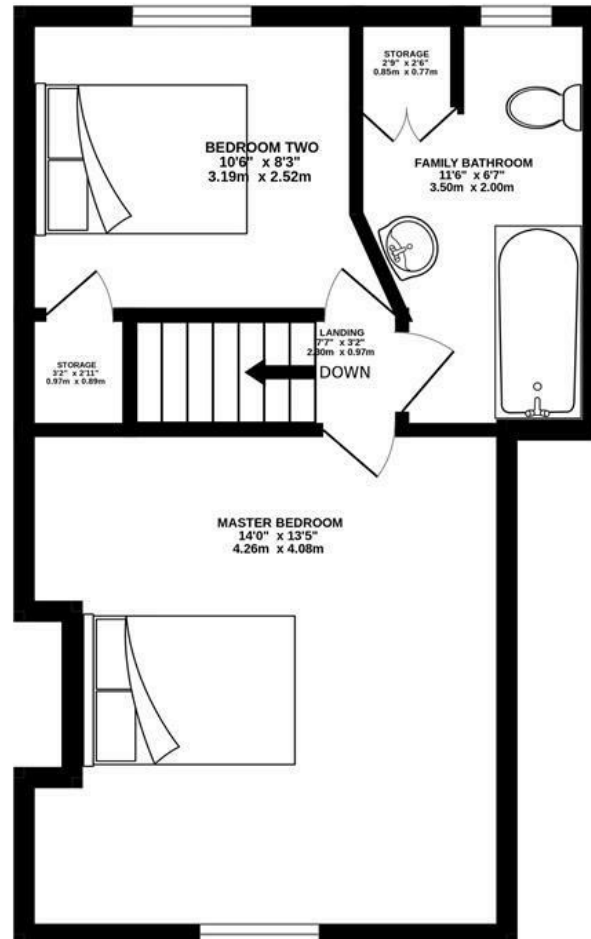 STORAGE
2'9" x 2'6"
0.85m x 0.77m
BEDROOM TWO
10'6" x 8'3"
3.19m x 2.52m
FAMILY BATHROOM
11'6" x 6'7"
3.50m x 2.00m
STORAGE
3'2" x 2'11"
0.97m x 0.89m
LANDING
7'7" x 3'2"
2.30m x 0.97m
DOWN
MASTER BEDROOM
14'0" x 13'5"
4.26m x 4.08m